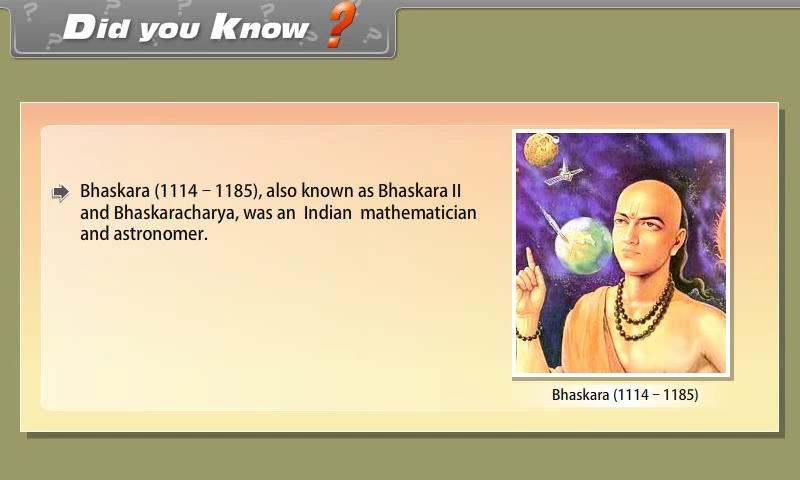 Did you Know ?
Bhaskara (1114 – 1185), also known as Bhaskara II
and Bhaskaracharya, was an Indian mathematician
and astronomer.
Bhaskara (1114 – 1185)